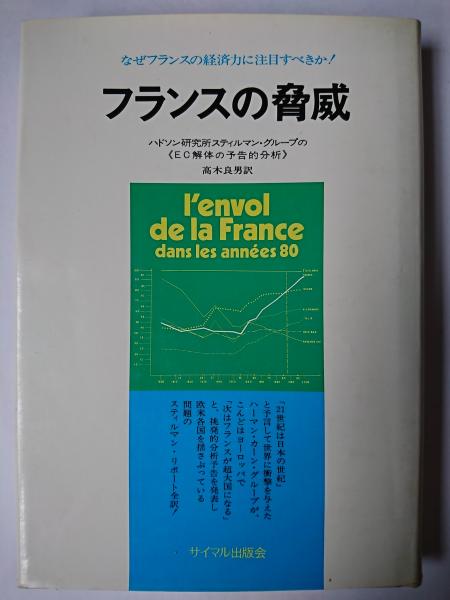 なぜフランスの経済力に注目すべきか！
フランスの脅威
ハドソン研究所スティルマン・グループの
《EC解体の予告的分析》
高木良男訳
l'envol
de la France
dans les années 80
「21世紀は日本の世紀」
と予言して世界に衝撃を与えた
ハーマン・カーン・グループが、
こんどはヨーロッパで
「次はフランスが超大国になる」
と、挑発的分析予告を発表し
欧米各国を揺さぶっている
問題の
スティルマン・リポート全訳！
サイマル出版会